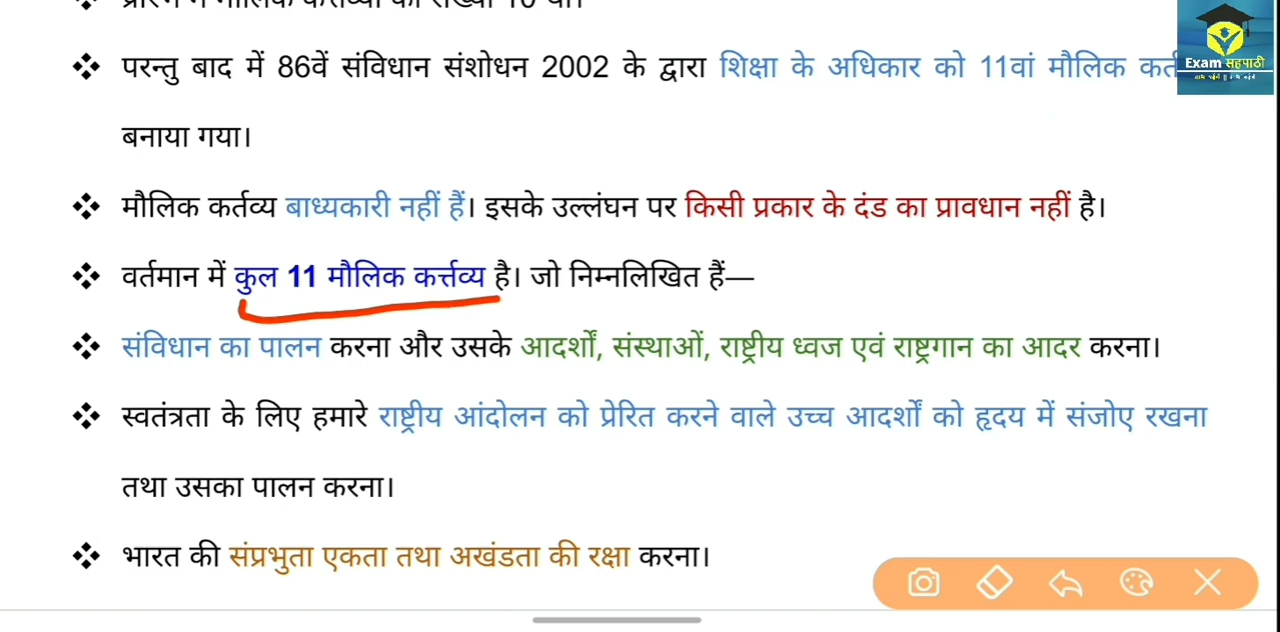 ❖ प्रारंभ में मौलिक कर्त्तव्यों की संख्या 10 थी।
❖ परन्तु बाद में 86वें संविधान संशोधन 2002 के द्वारा शिक्षा के अधिकार को 11वां मौलिक
बनाया गया।
❖ मौलिक कर्तव्य बाध्यकारी नहीं हैं। इसके उल्लंघन पर किसी प्रकार के दंड का प्रावधान नहीं है।
❖ वर्तमान में कुल 11 मौलिक कर्त्तव्य है। जो निम्नलिखित हैं—
❖ संविधान का पालन करना और उसके आदर्शों, संस्थाओं, राष्ट्रीय ध्वज एवं राष्ट्रगान का आदर करना।
❖ स्वतंत्रता के लिए हमारे राष्ट्रीय आंदोलन को प्रेरित करने वाले उच्च आदर्शों को हृदय में संजोए रखना
तथा उसका पालन करना।
❖ भारत की संप्रभुता एकता तथा अखंडता की रक्षा करना।
Exam सहपाठी